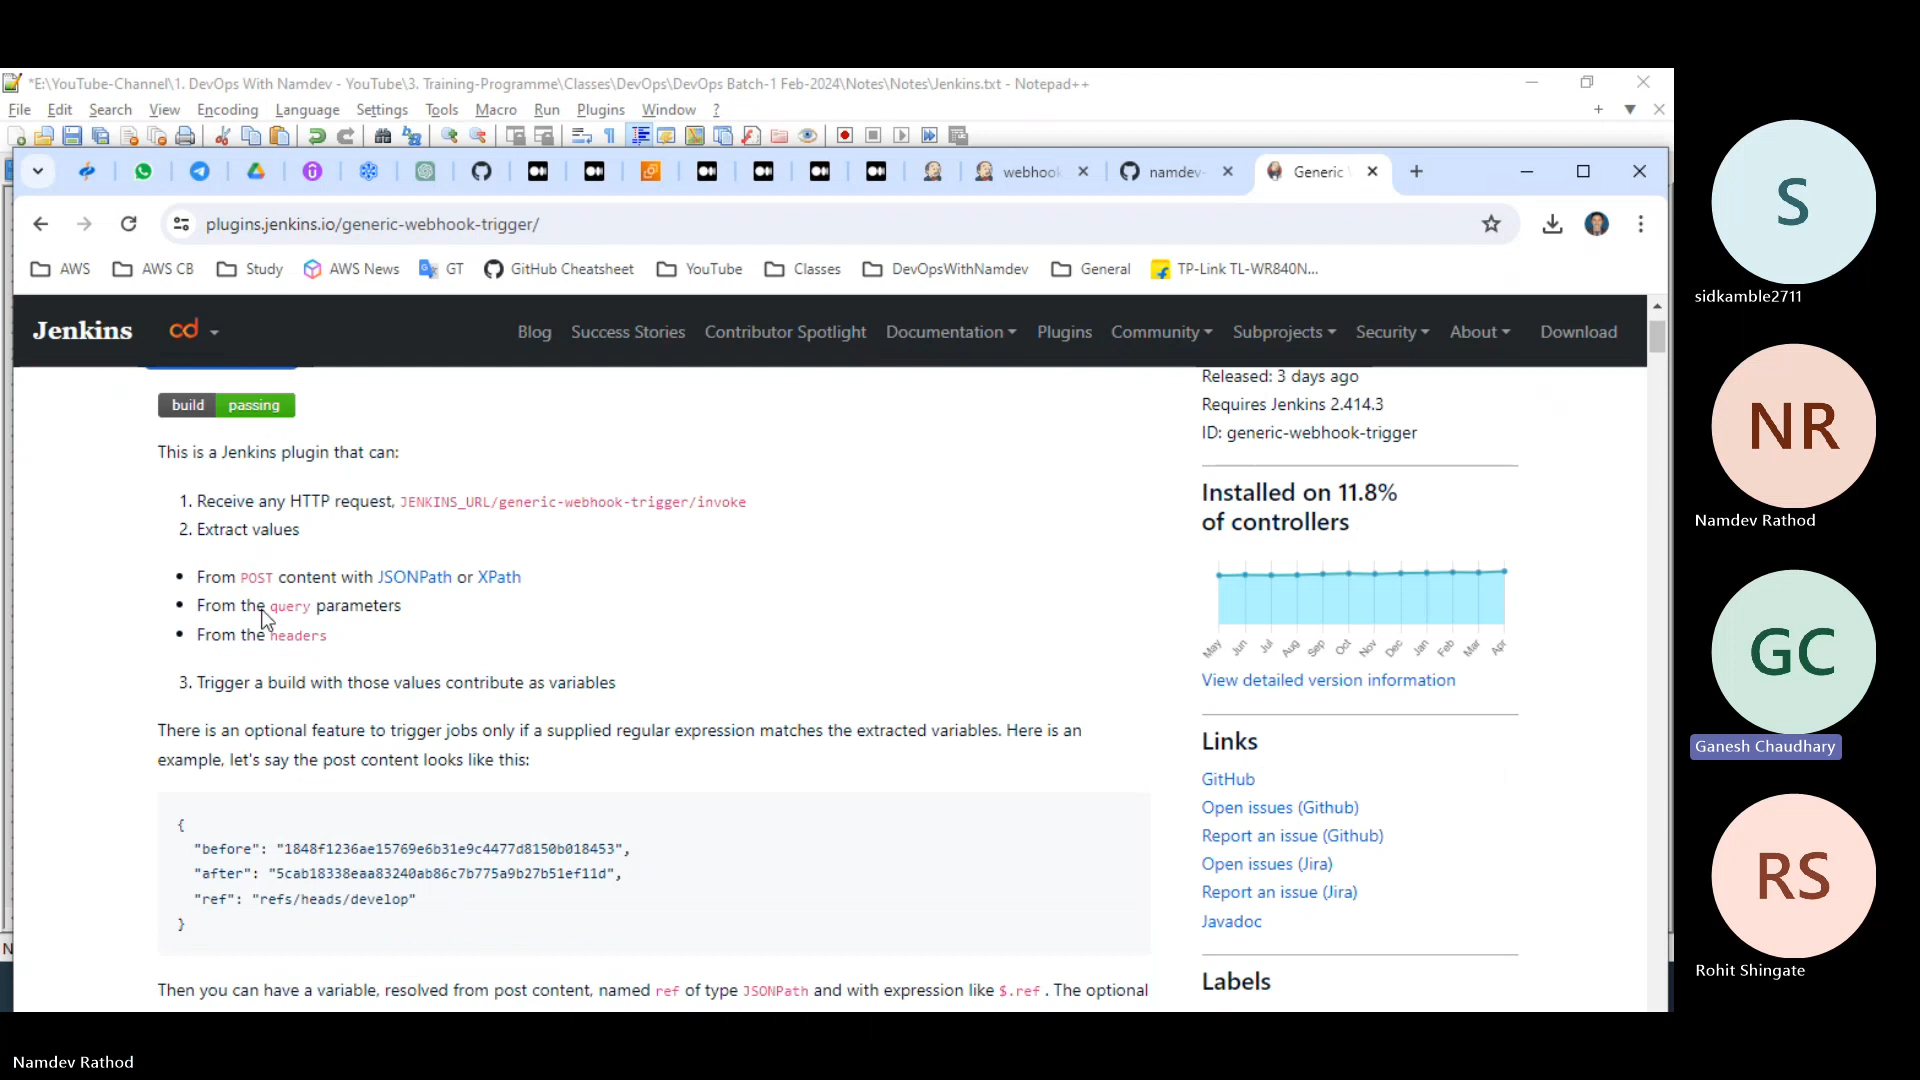 *E:\YouTube-Channel\1. DevOps With Namdev - YouTube\3. Training-Programme\Classes\DevOps\DevOps Batch-1 Feb-2024\Notes\Notes\Jenkins.txt - Notepad++
File Edit Search View Encoding Language Settings Tools Macro Run Plugins Window ?
webhook
namdev-
Generic
plugins.jenkins.io/generic-webhook-trigger/
AWS
AWS CB
Study
AWS News
GT
GitHub Cheatsheet
YouTube
Classes
DevOpsWithNamdev
General
TP-Link TL-WR840N...
Jenkins
cd
Blog Success Stories Contributor Spotlight Documentation Plugins Community Subprojects Security About Download
build passing
This is a Jenkins plugin that can:
1. Receive any HTTP request, JENKINS_URL/generic-webhook-trigger/invoke
2. Extract values
• From POST content with JSONPath or XPath
• From the query parameters
• From the headers
3. Trigger a build with those values contribute as variables
There is an optional feature to trigger jobs only if a supplied regular expression matches the extracted variables. Here is an
example, let's say the post content looks like this:
{
"before": "1848f1236ae15769e6b31e9c4477d8150b018453",
"after": "5cab18338eaa83240ab86c7b775a9b27b51ef11d",
"ref": "refs/heads/develop"
}
Then you can have a variable, resolved from post content, named ref of type JSONPath and with expression like $.ref . The optional
Released: 3 days ago
Requires Jenkins 2.414.3
ID: generic-webhook-trigger
Installed on 11.8%
of controllers
May Jun Jul Aug Sep Oct Nov Dec Jan Feb Mar Apr
View detailed version information
Links
GitHub
Open issues (Github)
Report an issue (Github)
Open issues (Jira)
Report an issue (Jira)
Javadoc
Labels
S
sidkamble2711
NR
Namdev Rathod
GC
Ganesh Chaudhary
RS
Rohit Shingate
Namdev Rathod